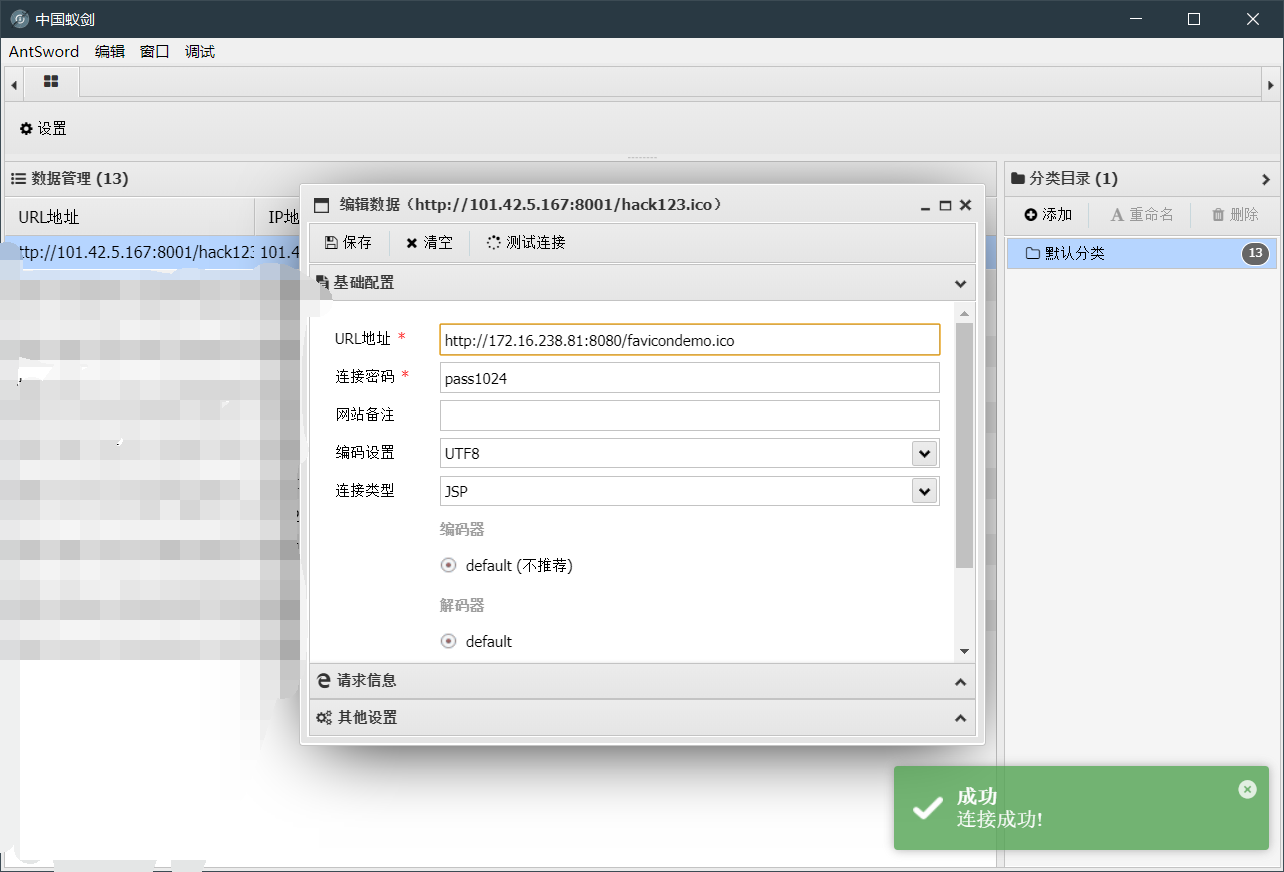 中国蚁剑
AntSword 编辑 窗口 调试
设置
数据管理 (13)
URL地址 IP地
ttp://101.42.5.167:8001/hack123 101.4
编辑数据（http://101.42.5.167:8001/hack123.ico）
保存 清空 测试连接
基础配置
URL地址 * http://172.16.238.81:8080/favicondemo.ico
连接密码 * pass1024
网站备注
编码设置 UTF8
连接类型 JSP
编码器
default (不推荐)
解码器
default
请求信息
其他设置
分类目录 (1)
添加 重命名 删除
默认分类 13
成功
连接成功!